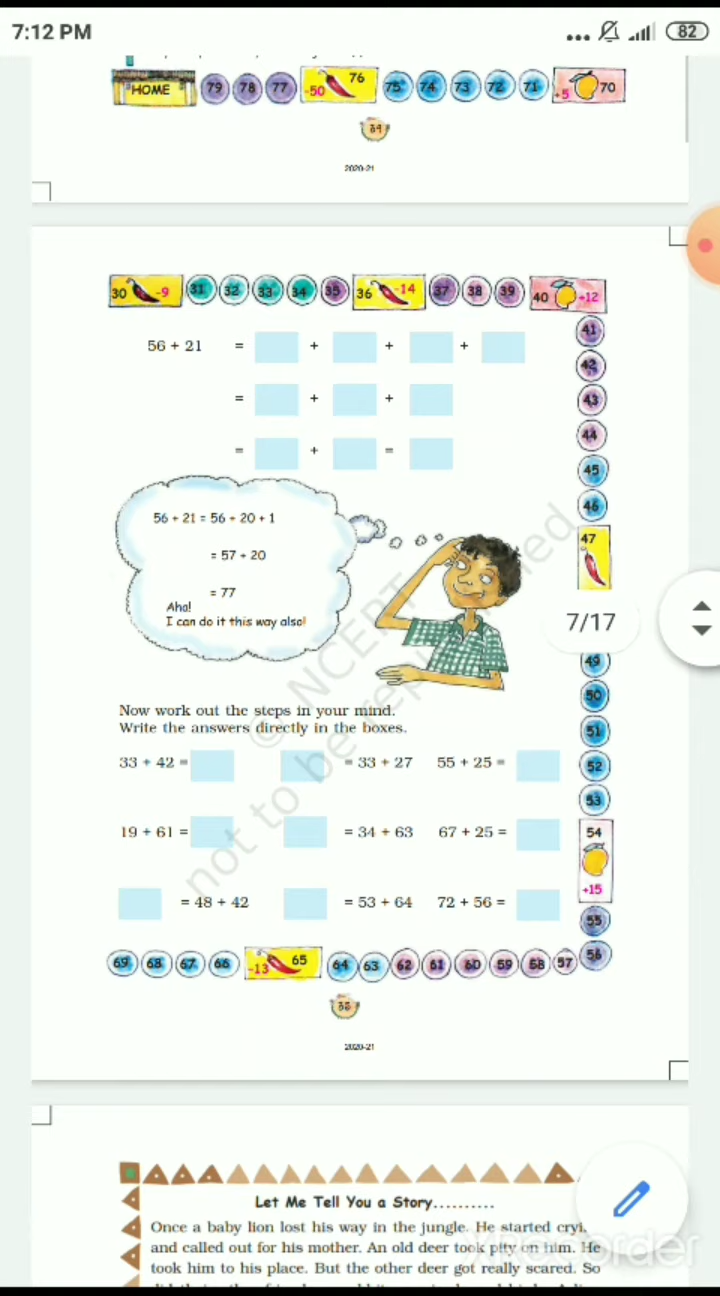 7:12 PM
82
HOME 79 78 77 -50 76 75 74 73 72 71 +5 70
34
2020-21
30 -9 31 32 33 34 35 36 -14 37 38 39 40 +12
41
42
43
44
45
46
47
49
50
51
52
53
54
+15
55
56
56 + 21 = + + +
= + +
= + =
56 + 21 = 56 + 20 + 1
= 57 + 20
= 77
Aha!
I can do it this way also!
7/17
Now work out the steps in your mind.
Write the answers directly in the boxes.
33 + 42 = = 33 + 27 55 + 25 =
19 + 61 = = 34 + 63 67 + 25 =
= 48 + 42 = 53 + 64 72 + 56 =
69 68 67 66 -13 65 64 63 62 61 60 59 58 57
2020-21
© NCERT
not to be
Let Me Tell You a Story..........
Once a baby lion lost his way in the jungle. He started
and called out for his mother. An old deer took pity on him. He
took him to his place. But the other deer got really scared. So
XRecorder